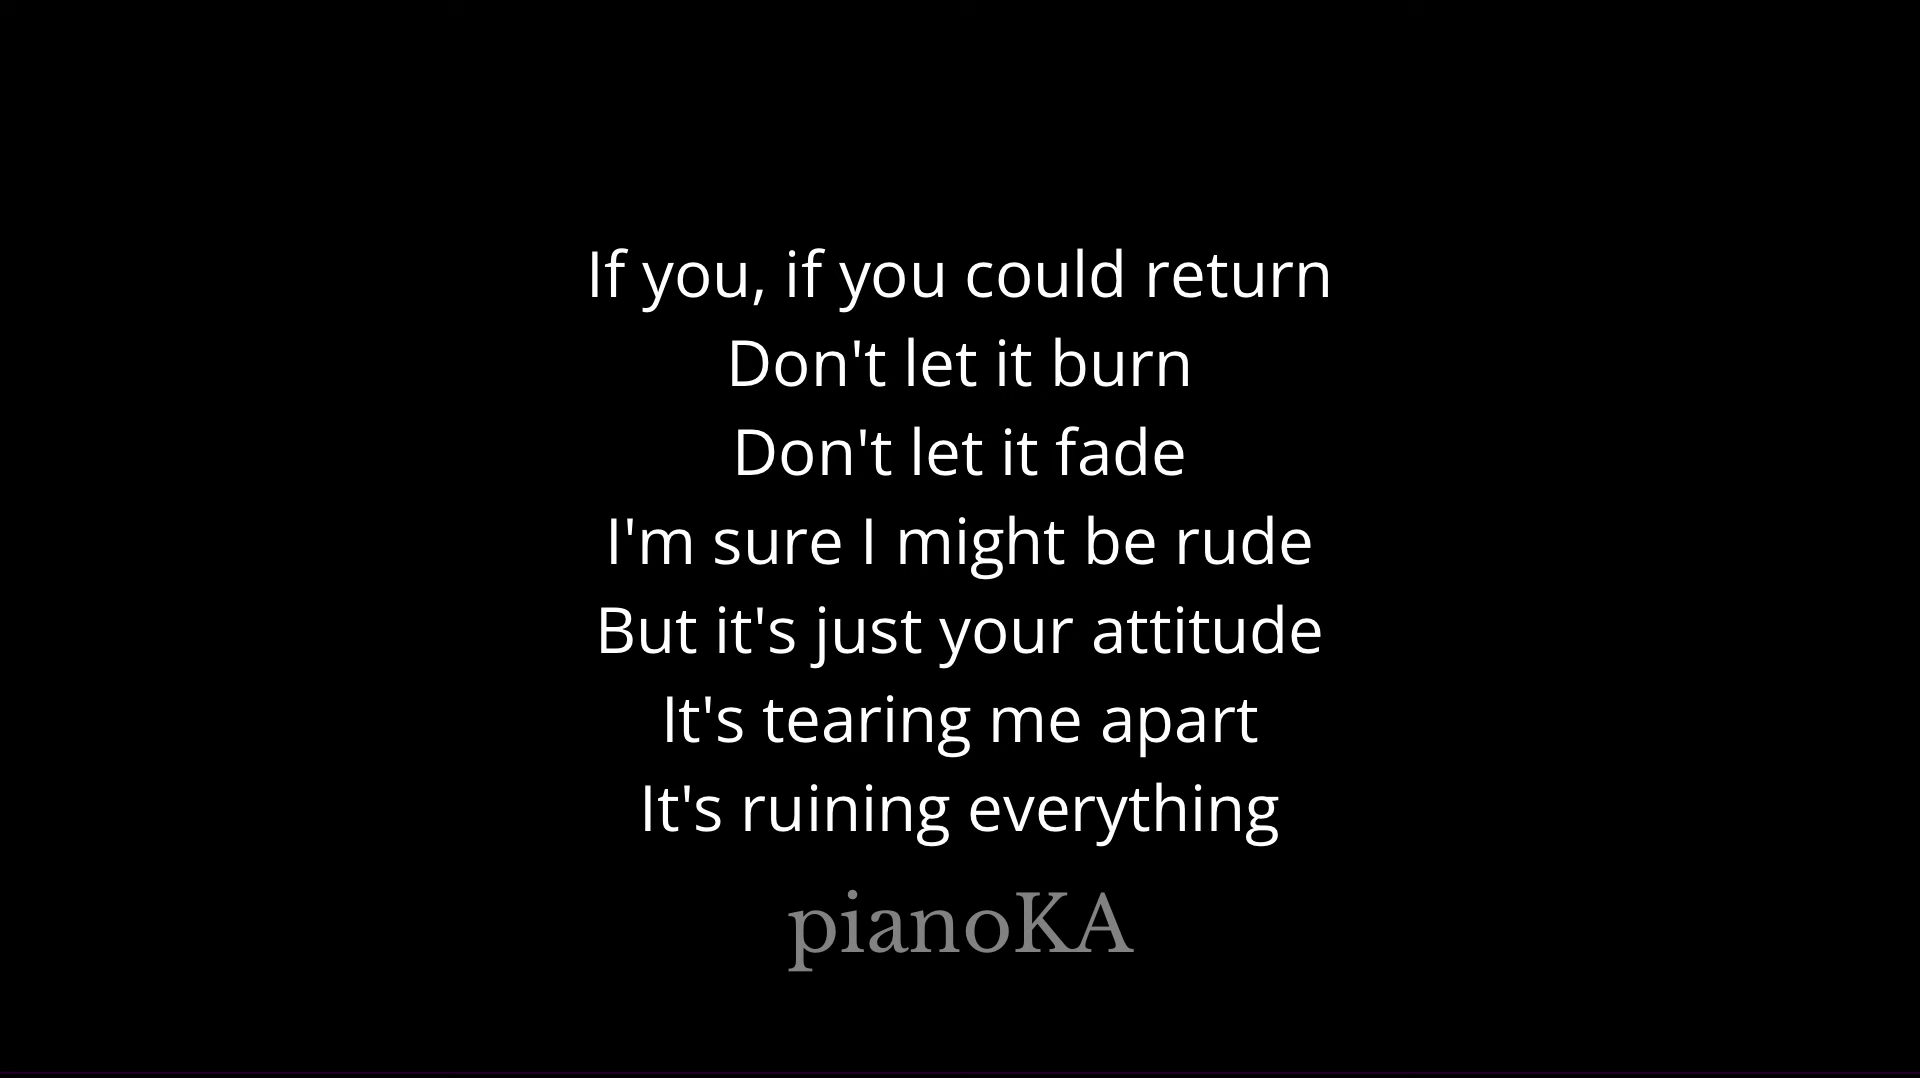 If you, if you could return
Don't let it burn
Don't let it fade
I'm sure I might be rude
But it's just your attitude
It's tearing me apart
It's ruining everything
pianoKA